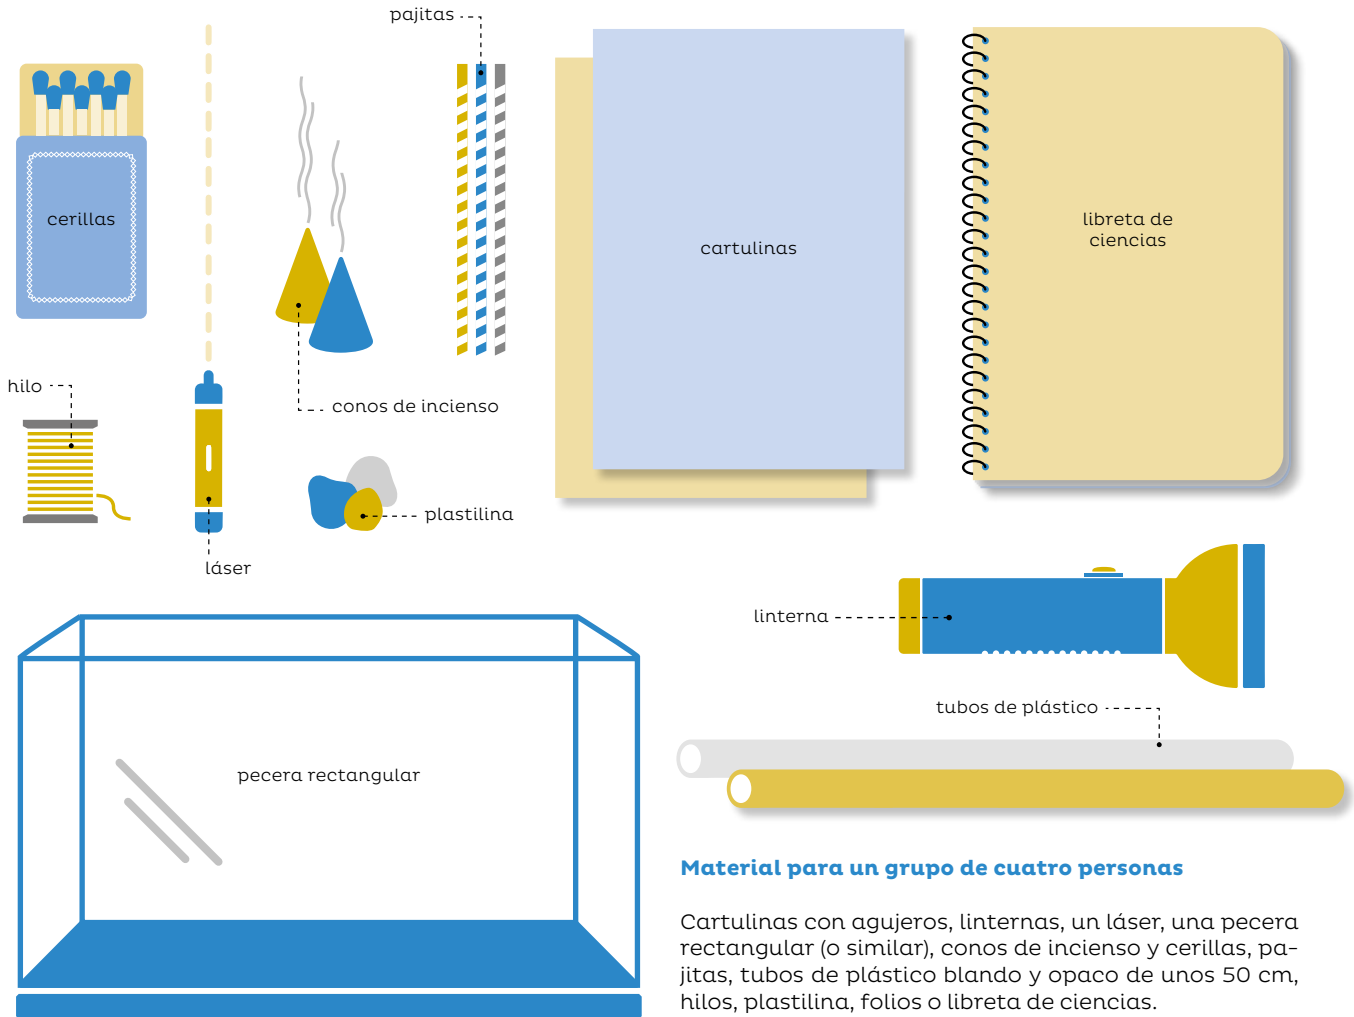 pajitas
cerillas
cartulinas
libreta de
ciencias
hilo
conos de incienso
plastilina
láser
linterna
tubos de plástico
pecera rectangular
Material para un grupo de cuatro personas
Cartulinas con agujeros, linternas, un láser, una pecera
rectangular (o similar), conos de incienso y cerillas, pa-
jitas, tubos de plástico blando y opaco de unos 50 cm,
hilos, plastilina, folios o libreta de ciencias.